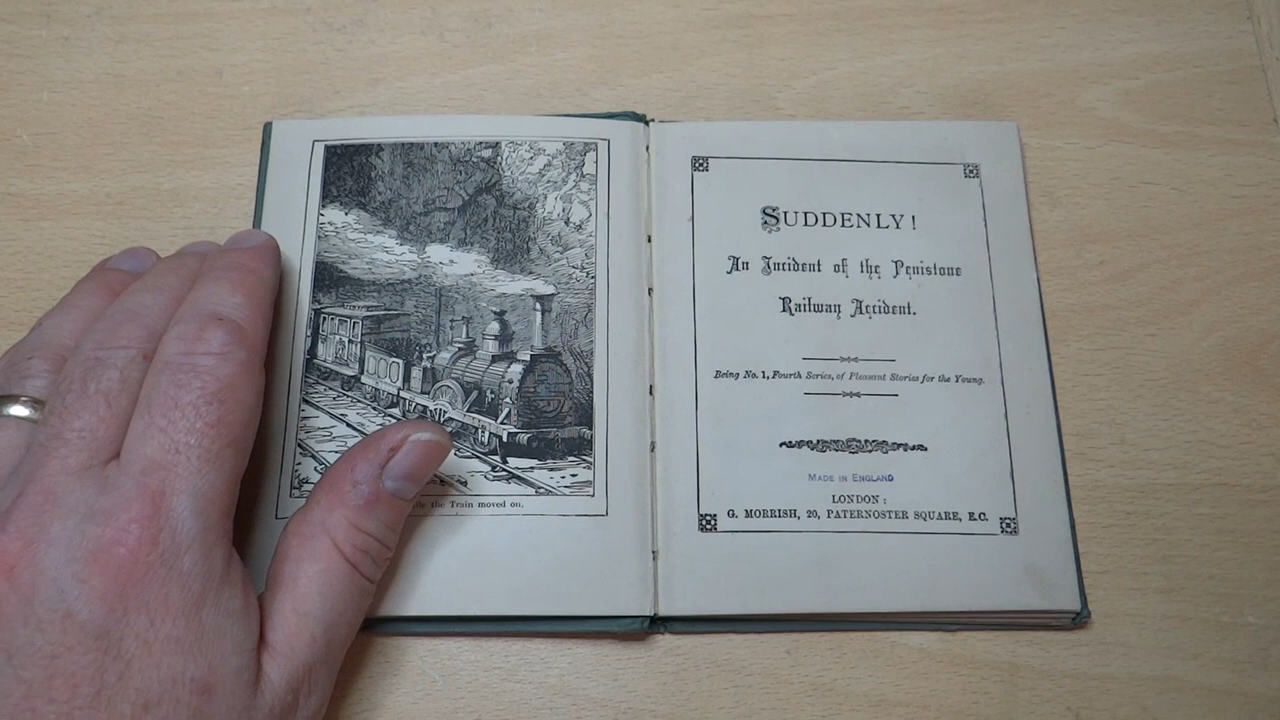 the Train moved on.
SUDDENLY!
An Incident of the Penistone
Railway Accident.
Being No. 1, Fourth Series, of Pleasant Stories for the Young.
MADE IN ENGLAND
LONDON:
G. MORRISH, 20, PATERNOSTER SQUARE, E.C.